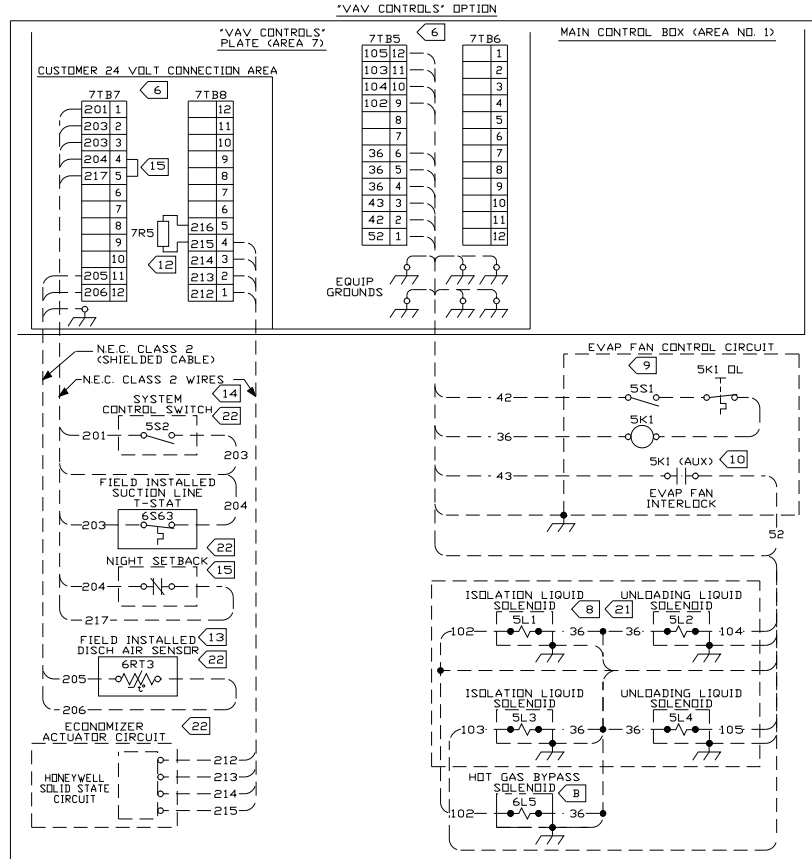 "VAV CONTROLS" OPTION
"VAV CONTROLS"
PLATE (AREA 7)
MAIN CONTROL BOX (AREA NO. 1)
CUSTOMER 24 VOLT CONNECTION AREA
6
7TB7
201 1
203 2
203 3
204 4
217 5
6
7
8
9
10
205 11
206 12
15
7TB8
12
11
10
9
8
7
6
216 5
215 4
214 3
213 2
212 1
7R5
12
7TB5
6
105 12
103 11
104 10
102 9
8
7
36 6
36 5
36 4
43 3
42 2
52 1
7TB6
1
2
3
4
5
6
7
8
9
10
11
12
EQUIP
GROUNDS
N.E.C. CLASS 2
(SHIELDED CABLE)
N.E.C. CLASS 2 WIRES
14
SYSTEM
CONTROL SWITCH
22
5S2
201
203
FIELD INSTALLED
SUCTION LINE
T-STAT
204
6S63
203
22
NIGHT SETBACK
15
204
217
FIELD INSTALLED
DISCH AIR SENSOR
13
22
6RT3
t
205
206
ECONOMIZER
ACTUATOR CIRCUIT
22
HONEYWELL
SOLID STATE
CIRCUIT
212
213
214
215
EVAP FAN CONTROL CIRCUIT
9
5K1 OL
5S1
42
5K1
36
5K1 (AUX)
10
43
EVAP FAN
INTERLOCK
52
ISOLATION LIQUID
SOLENOID
8
21
UNLOADING LIQUID
SOLENOID
5L1
5L2
102
36
36
104
ISOLATION LIQUID
SOLENOID
UNLOADING LIQUID
SOLENOID
5L3
5L4
103
36
36
105
HOT GAS BYPASS
SOLENOID
B
6L5
102
36